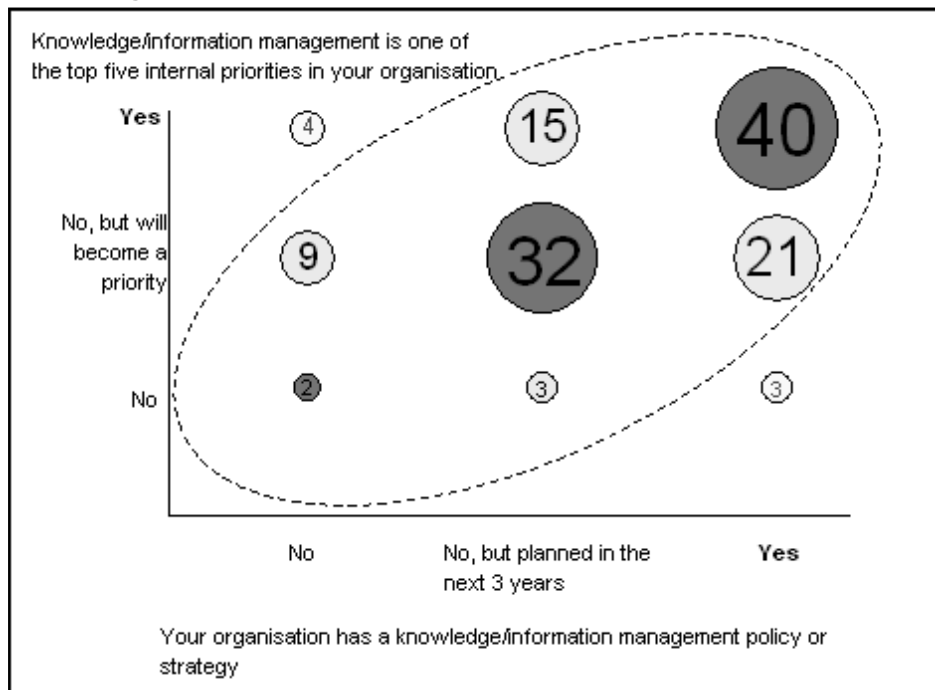 Knowledge/information management is one of
the top five internal priorities in your organisation
Yes
4
15
40
No, but will
become a
priority
9
32
21
No
2
3
3
No
No, but planned in the
next 3 years
Yes
Your organisation has a knowledge/information management policy or
strategy